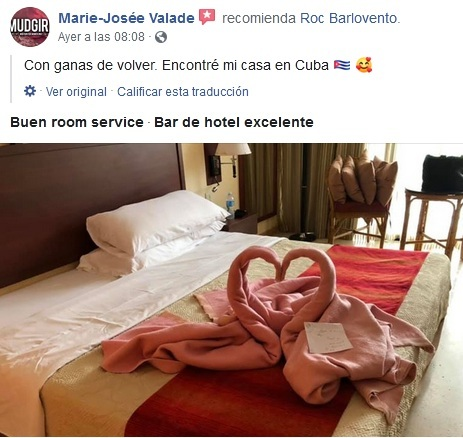 MUDGIR
Marie-Josée Valade recomienda Roc Barlovento.
Ayer a las 08:08 ·
Con ganas de volver. Encontré mi casa en Cuba 🇨🇺 🥰
· Ver original · Calificar esta traducción
Buen room service · Bar de hotel excelente